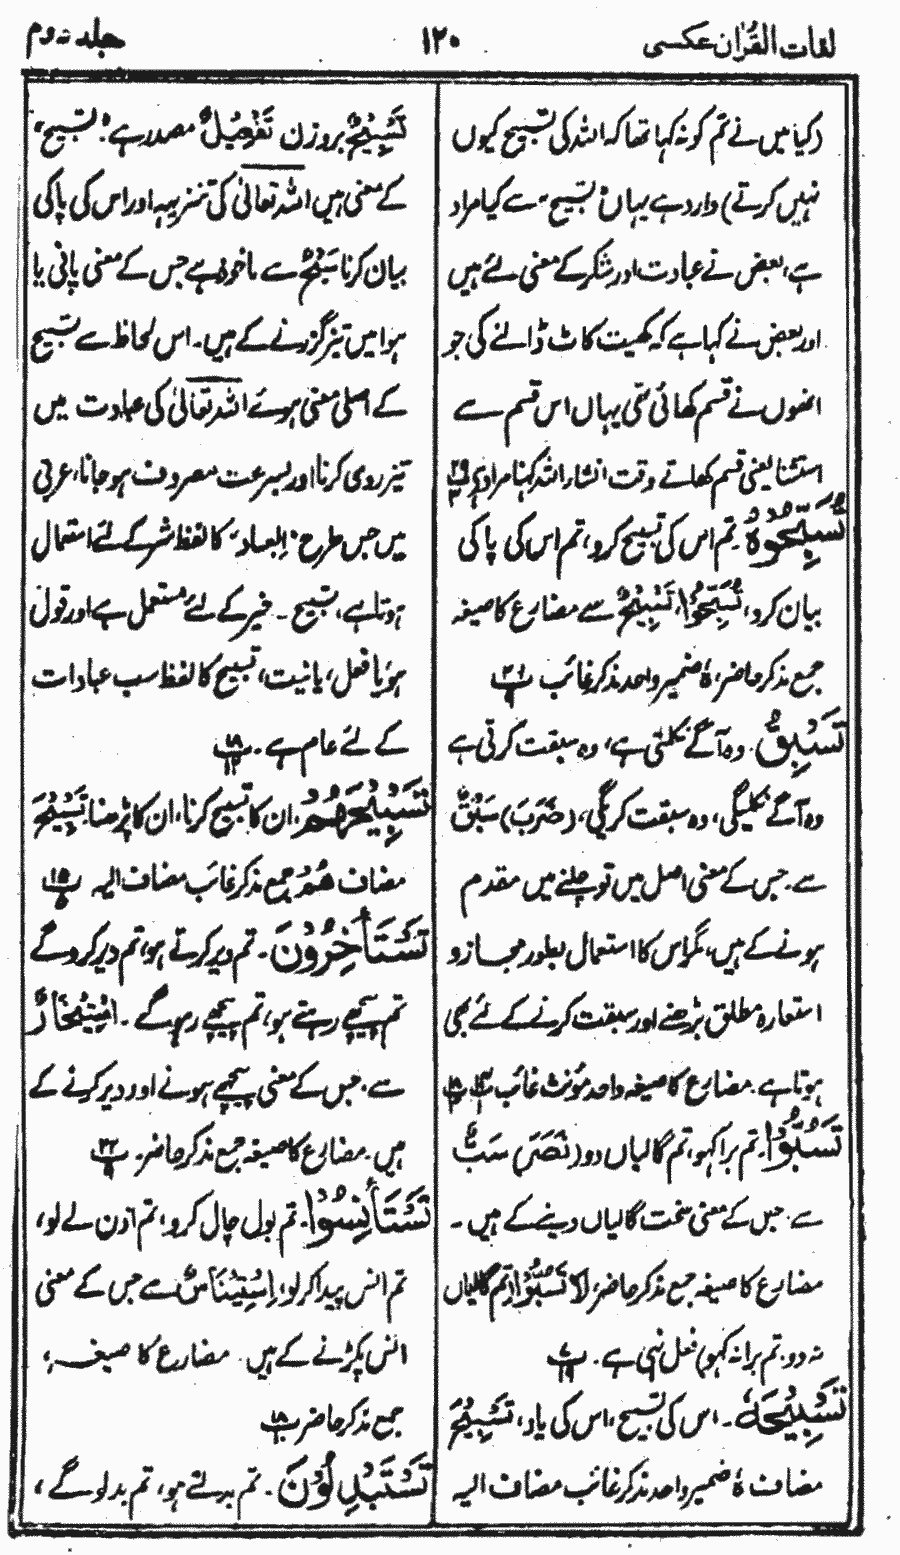 لغات القرآن عکسی ۱۲۰ جلد دوم
(کیا میں نے تم کو نہ کہا تھا کہ اللہ کی تسبیح کیوں
نہیں کرتے) وارد ہے یہاں "تسبیح" سے کیا مراد
ہے، بعض نے عبادت اور شکر کے معنی لئے ہیں
اور بعض نے کہا ہے کہ کھیت کاٹ ڈالنے کی جو
انھوں نے قسم کھائی تھی یہاں اس قسم سے
استثنا یعنی قسم کھاتے وقت انشاء اللہ کہنا مراد ہے
تُسَبِّحُوْهُ۔ تم اس کی تسبیح کرو، تم اس کی پاکی
بیان کرو، تُسَبِّحُوْا، تَسْبِیْحٌ سے مضارع کا صیغہ
جمع مذکر حاضر، ہٗ ضمیر واحد مذکر غائب
تَسْبِقُ۔ وہ آگے نکلتی ہے، وہ سبقت کرتی ہے
وہ آگے نکلیگی، وہ سبقت کریگی، (ضَرَبَ) سَبْقٌ
سے۔ جس کے معنی اصل میں تو چلنے میں مقدم
ہونے کے ہیں، مگر اس کا استعمال بطور مجاز و
استعارہ مطلق بڑھنے اور سبقت کرنے کے لئے بھی
ہوتا ہے۔ مضارع کا صیغہ واحد مؤنث غائب
تَسُبُّوْا۔ تم برا کہو، تم گالیاں دو (نَصَرَ) سَبٌّ
سے۔ جس کے معنی سخت گالیاں دینے کے ہیں۔
مضارع کا صیغہ جمع مذکر حاضر، لَا تَسُبُّوْا (تم گالیاں
نہ دو۔ تم برا نہ کہو) فعل نہی ہے۔
تَسْبِیْحَهٗ۔ اس کی تسبیح، اس کی یاد، تَسْبِیْحَ
مضاف ہٗ ضمیر واحد مذکر غائب مضاف الیہ
تَسْبِیْحٌ بروزن تَفْعِیْلٌ مصدر ہے، "تسبیح"
کے معنی ہیں اللہ تعالیٰ کی تنزیہہ اور اس کی پاکی
بیان کرنا سَبْحٌ سے ماخوذ ہے جس کے معنی پانی یا
ہوا میں تیز گزرنے کے ہیں۔ اس لحاظ سے تسبیح
کے اصلی معنی ہوئے اللہ تعالیٰ کی عبادت میں
تیز روی کرنا اور بسرعت مصروف ہو جانا، عربی
میں جس طرح "ابعاد" کا لفظ شر کے لئے استعمال
ہوتا ہے، تسبیح۔ خیر کے لئے مستعمل ہے اور قول
ہو یا فعل، یا نیت، تسبیح کا لفظ سب عبادات
کے لئے عام ہے۔ ۱۸ پ ۱۲
تَسْبِیْحَهُمْ، ان کا تسبیح کرنا، ان کا پڑھنا تَسْبِیْحَ
مضاف هُمْ جمع مذکر غائب مضاف الیہ ۱۵ پ ۵
تَسْتَأْخِرُوْنَ۔ تم دیر کرتے ہو، تم دیر کرو گے
تم پیچھے رہتے ہو، تم پیچھے رہو گے۔ اِسْتِیْخَارٌ
سے، جس کے معنی پیچھے ہونے اور دیر کرنے کے
ہیں۔ مضارع کا صیغہ جمع مذکر حاضر۔ ۲۲ پ ۹
تَسْتَأْنِسُوْا۔ تم بول چال کرو، تم اذن لے لو،
تم انس پیدا کر لو، اِسْتِیْنَاسٌ سے جس کے معنی
انس پکڑنے کے ہیں۔ مضارع کا صیغہ،
جمع مذکر حاضر ۱۸ پ ۱۰
تَسْتَبْدِلُوْنَ۔ تم بدلتے ہو، تم بدلو گے،